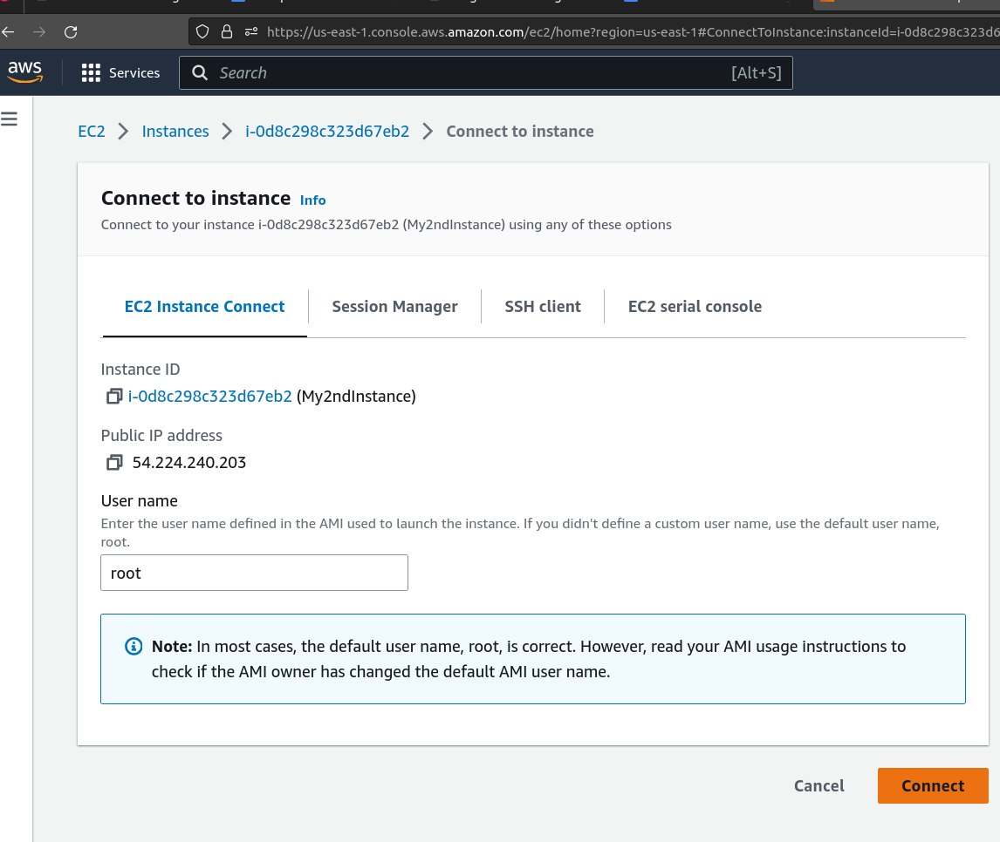 https://us-east-1.console.aws.amazon.com/ec2/home?region=us-east-1#ConnectToInstance:instanceId=i-0d8c298c323d6
aws Services Search [Alt+S]
EC2 Instances i-0d8c298c323d67eb2 Connect to instance
Connect to instance Info
Connect to your instance i-0d8c298c323d67eb2 (My2ndInstance) using any of these options
EC2 Instance Connect Session Manager SSH client EC2 serial console
Instance ID
i-0d8c298c323d67eb2 (My2ndInstance)
Public IP address
54.224.240.203
User name
Enter the user name defined in the AMI used to launch the instance. If you didn't define a custom user name, use the default user name,
root.
root
Note: In most cases, the default user name, root, is correct. However, read your AMI usage instructions to
check if the AMI owner has changed the default AMI user name.
Cancel Connect